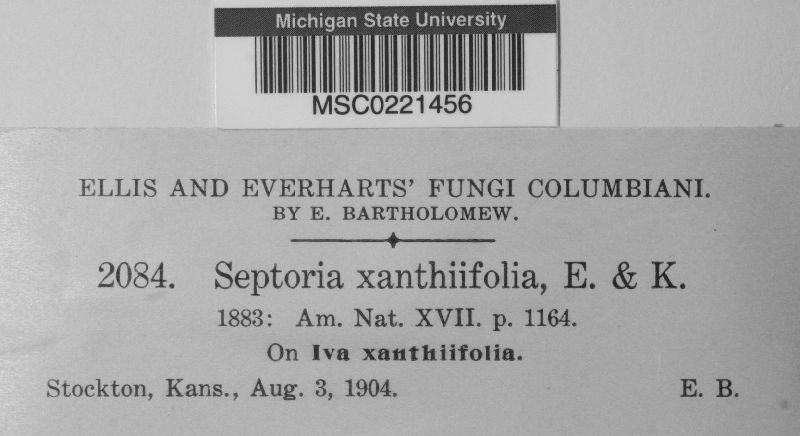 Michigan State University
MSC0221456
ELLIS AND EVERHARTS' FUNGI COLUMBIANI.
BY E. BARTHOLOMEW.
2084. Septoria xanthiifolia, E. & K.
1883: Am. Nat. XVII. p. 1164.
On Iva xanthiifolia.
Stockton, Kans., Aug. 3, 1904. E. B.